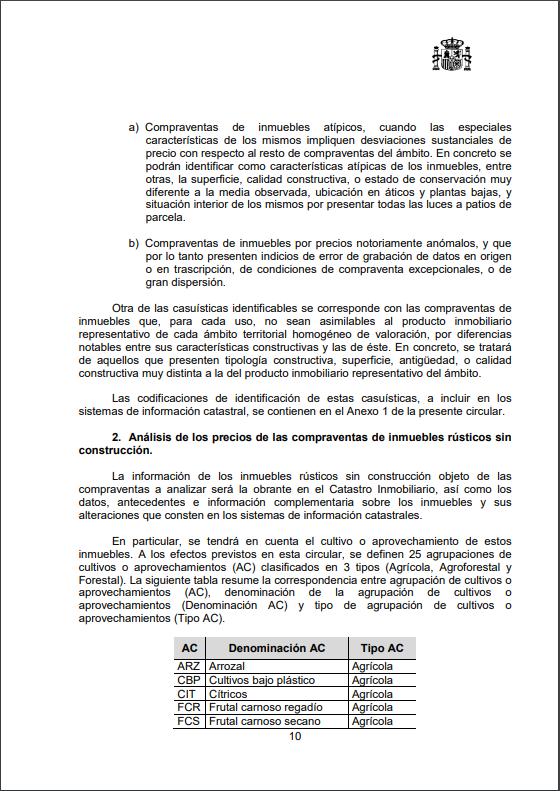 a) Compraventas de inmuebles atípicos, cuando las especiales
características de los mismos impliquen desviaciones sustanciales de
precio con respecto al resto de compraventas del ámbito. En concreto se
podrán identificar como características atípicas de los inmuebles, entre
otras, la superficie, calidad constructiva, o estado de conservación muy
diferente a la media observada, ubicación en áticos y plantas bajas, y
situación interior de los mismos por presentar todas las luces a patios de
parcela.
b) Compraventas de inmuebles por precios notoriamente anómalos, y que
por lo tanto presenten indicios de error de grabación de datos en origen
o en trascripción, de condiciones de compraventa excepcionales, o de
gran dispersión.
Otra de las casuísticas identificables se corresponde con las compraventas de
inmuebles que, para cada uso, no sean asimilables al producto inmobiliario
representativo de cada ámbito territorial homogéneo de valoración, por diferencias
notables entre sus características constructivas y las de éste. En concreto, se tratará
de aquellos que presenten tipología constructiva, superficie, antigüedad, o calidad
constructiva muy distinta a la del producto inmobiliario representativo del ámbito.
Las codificaciones de identificación de estas casuísticas, a incluir en los
sistemas de información catastral, se contienen en el Anexo 1 de la presente circular.
2. Análisis de los precios de las compraventas de inmuebles rústicos sin
construcción.
La información de los inmuebles rústicos sin construcción objeto de las
compraventas a analizar será la obrante en el Catastro Inmobiliario, así como los
datos, antecedentes e información complementaria sobre los inmuebles y sus
alteraciones que consten en los sistemas de información catastrales.
En particular, se tendrá en cuenta el cultivo o aprovechamiento de estos
inmuebles. A los efectos previstos en esta circular, se definen 25 agrupaciones de
cultivos o aprovechamientos (AC) clasificados en 3 tipos (Agrícola, Agroforestal y
Forestal). La siguiente tabla resume la correspondencia entre agrupación de cultivos o
aprovechamientos (AC), denominación de la agrupación de cultivos o
aprovechamientos (Denominación AC) y tipo de agrupación de cultivos o
aprovechamientos (Tipo AC).
AC Denominación AC Tipo AC
ARZ Arrozal Agrícola
CBP Cultivos bajo plástico Agrícola
CIT Cítricos Agrícola
FCR Frutal carnoso regadío Agrícola
FCS Frutal carnoso secano Agrícola
10